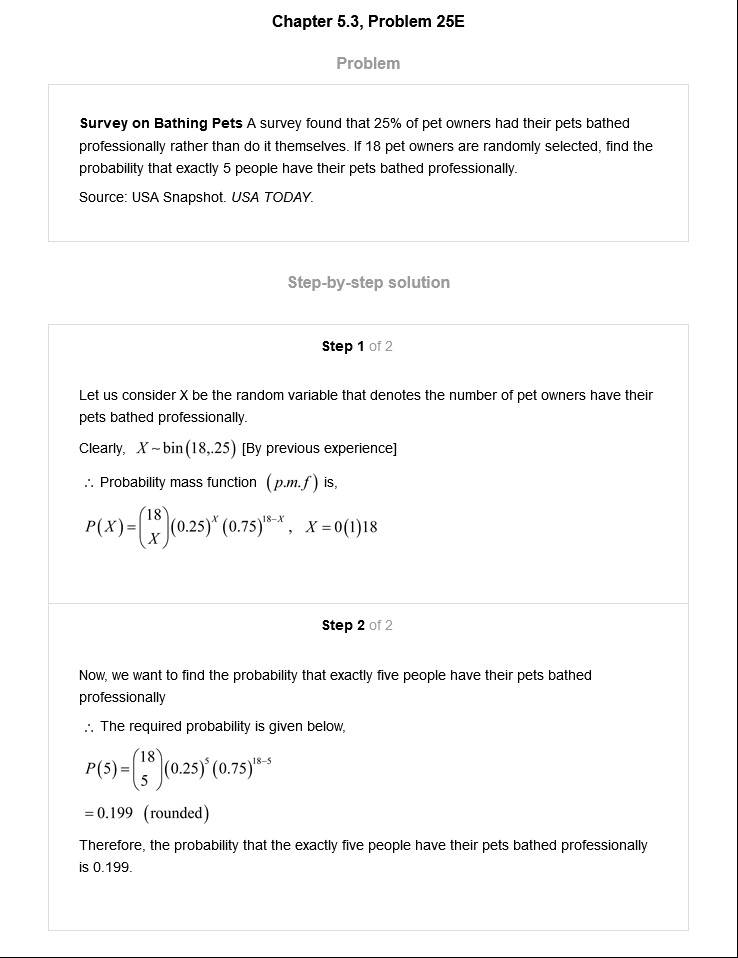 Chapter 5.3, Problem 25E
Problem
Survey on Bathing Pets A survey found that 25% of pet owners had their pets bathed
professionally rather than do it themselves. If 18 pet owners are randomly selected, find the
probability that exactly 5 people have their pets bathed professionally.
Source: USA Snapshot. USA TODAY.
Step-by-step solution
Step 1 of 2
Let us consider X be the random variable that denotes the number of pet owners have their
pets bathed professionally.
Clearly, X ~ bin(18,.25) [By previous experience]
∴ Probability mass function (p.m.f) is,
P(X) = (18 X) (0.25)^X (0.75)^(18−X) , X = 0(1)18
Step 2 of 2
Now, we want to find the probability that exactly five people have their pets bathed
professionally
∴ The required probability is given below,
P(5) = (18 5) (0.25)^5 (0.75)^(18−5)
= 0.199 (rounded)
Therefore, the probability that the exactly five people have their pets bathed professionally
is 0.199.